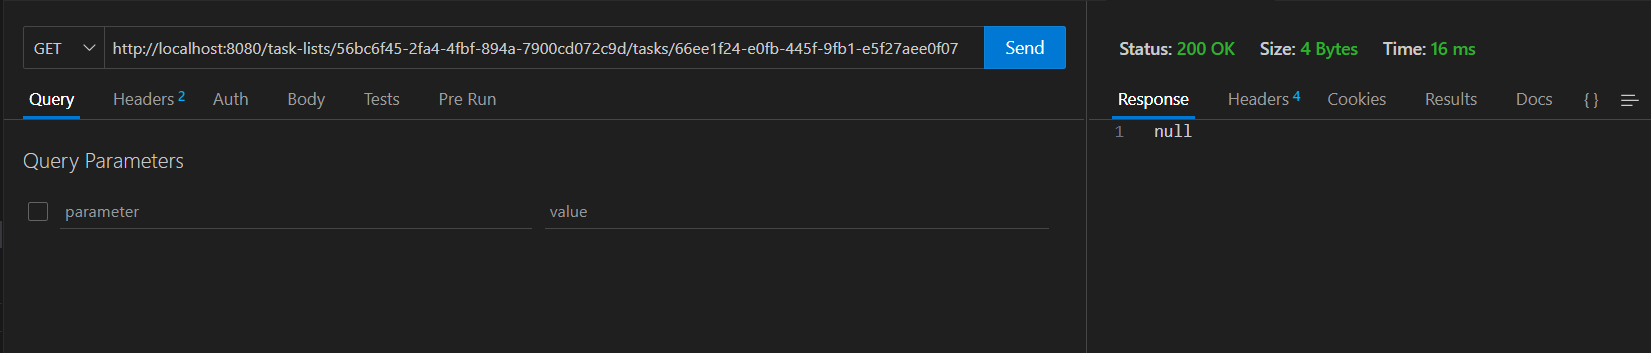 GET http://localhost:8080/task-lists/56bc6f45-2fa4-4fbf-894a-7900cd072c9d/tasks/66ee1f24-e0fb-445f-9fb1-e5f27aee0f07 Send
Query Headers 2 Auth Body Tests Pre Run
Query Parameters
parameter value
Status: 200 OK Size: 4 Bytes Time: 16 ms
Response Headers 4 Cookies Results Docs { }
1 null